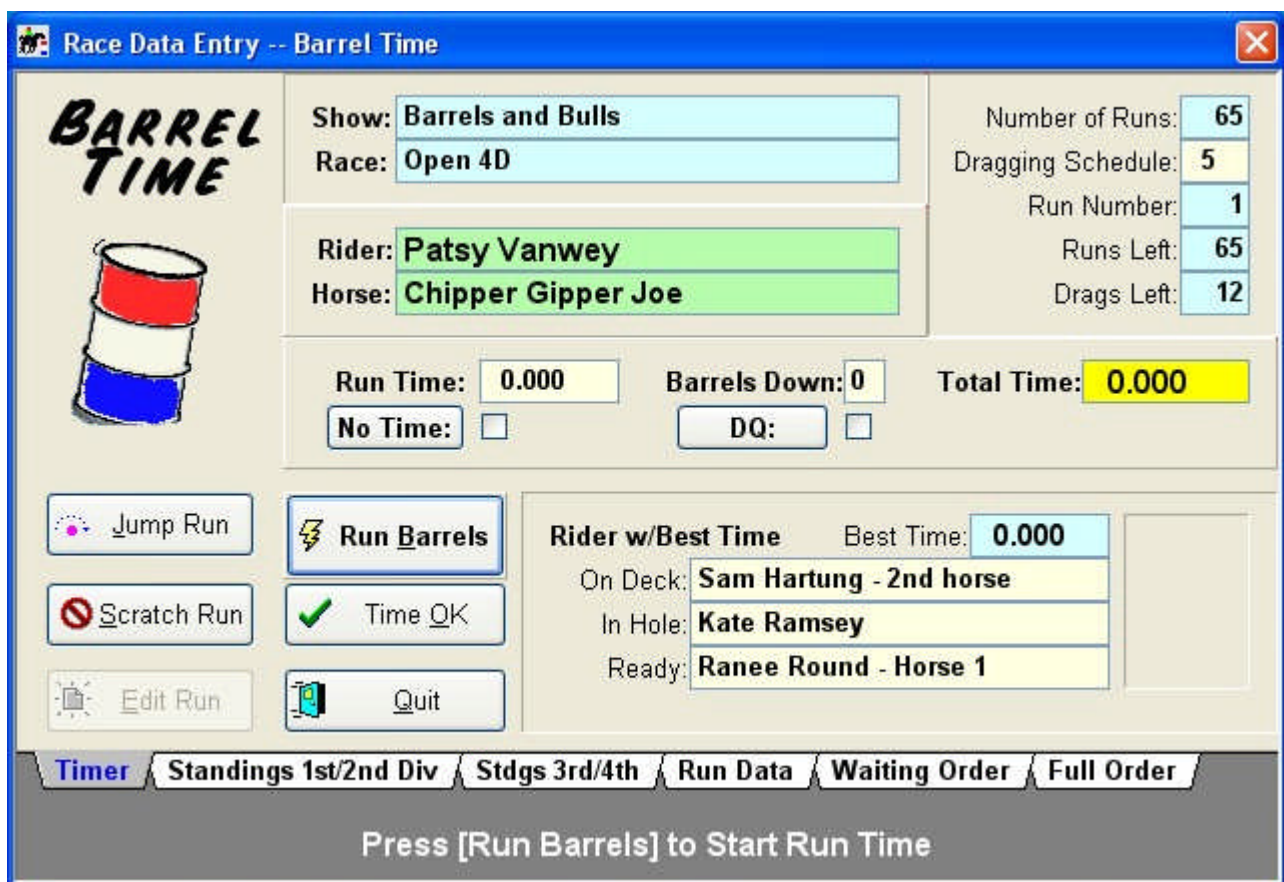 Race Data Entry -- Barrel Time
BARREL
TIME
Show: Barrels and Bulls
Race: Open 4D
Number of Runs: 65
Dragging Schedule: 5
Run Number: 1
Runs Left: 65
Drags Left: 12
Rider: Patsy Vanwey
Horse: Chipper Gipper Joe
Run Time: 0.000 Barrels Down: 0 Total Time: 0.000
No Time: DQ:
Jump Run
Scratch Run
Edit Run
Run Barrels
Time OK
Quit
Rider w/Best Time Best Time: 0.000
On Deck: Sam Hartung - 2nd horse
In Hole: Kate Ramsey
Ready: Ranee Round - Horse 1
Timer Standings 1st/2nd Div Stdgs 3rd/4th Run Data Waiting Order Full Order
Press [Run Barrels] to Start Run Time